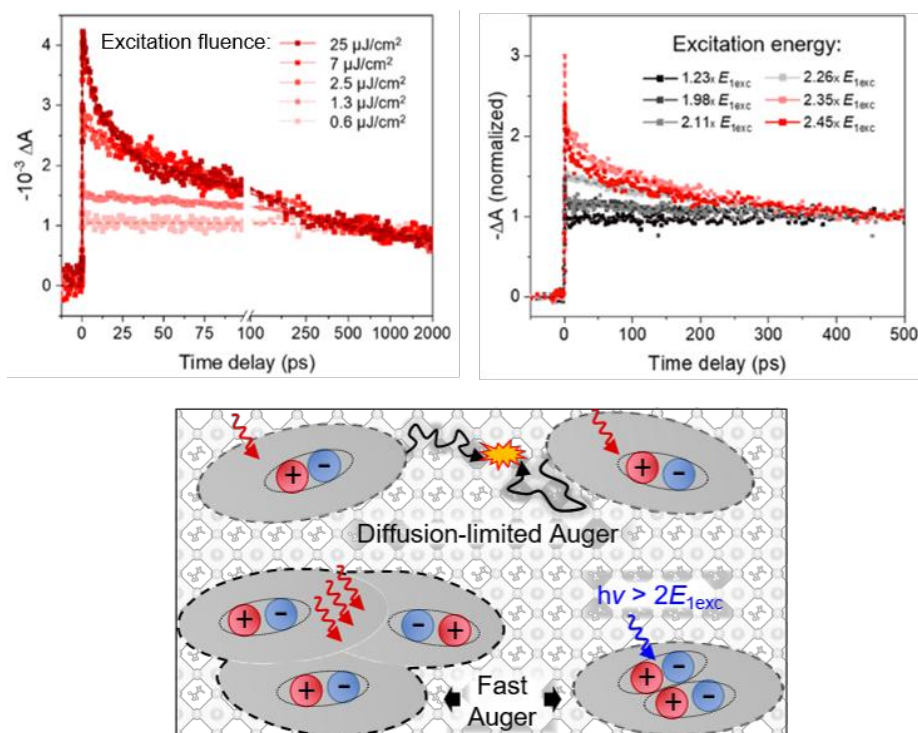 Excitation fluence:
25 μJ/cm²
7 μJ/cm²
2.5 μJ/cm²
1.3 μJ/cm²
0.6 μJ/cm²
-10⁻³ ΔA
4
3
2
1
0
0 25 50 75 100 250 500 1000 2000
Time delay (ps)
Excitation energy:
1.23x E1exc
1.98x E1exc
2.11x E1exc
2.26x E1exc
2.35x E1exc
2.45x E1exc
-ΔA (normalized)
3
2
1
0
0 100 200 300 400 500
Time delay (ps)
+ -
+ -
Diffusion-limited Auger
+ -
- +
+ -
hv > 2E1exc
Fast
Auger
+ -
+ -